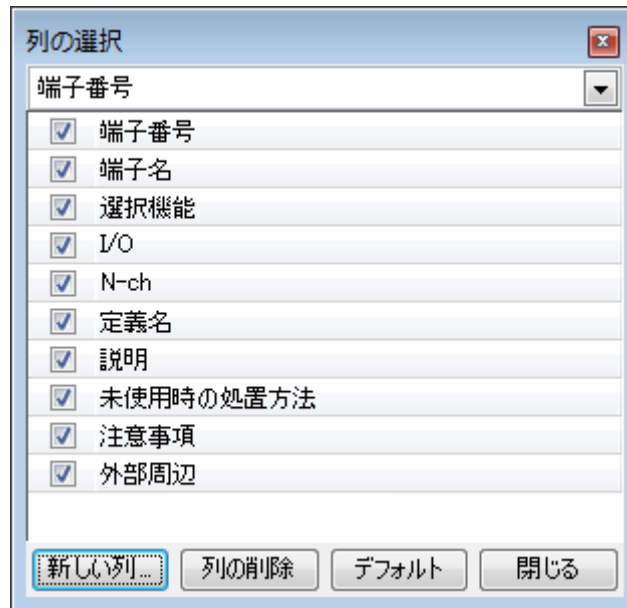 列の選択
端子番号
端子番号
端子名
選択機能
I/O
N-ch
定義名
説明
未使用時の処置方法
注意事項
外部周辺
新しい列...
列の削除
デフォルト
閉じる